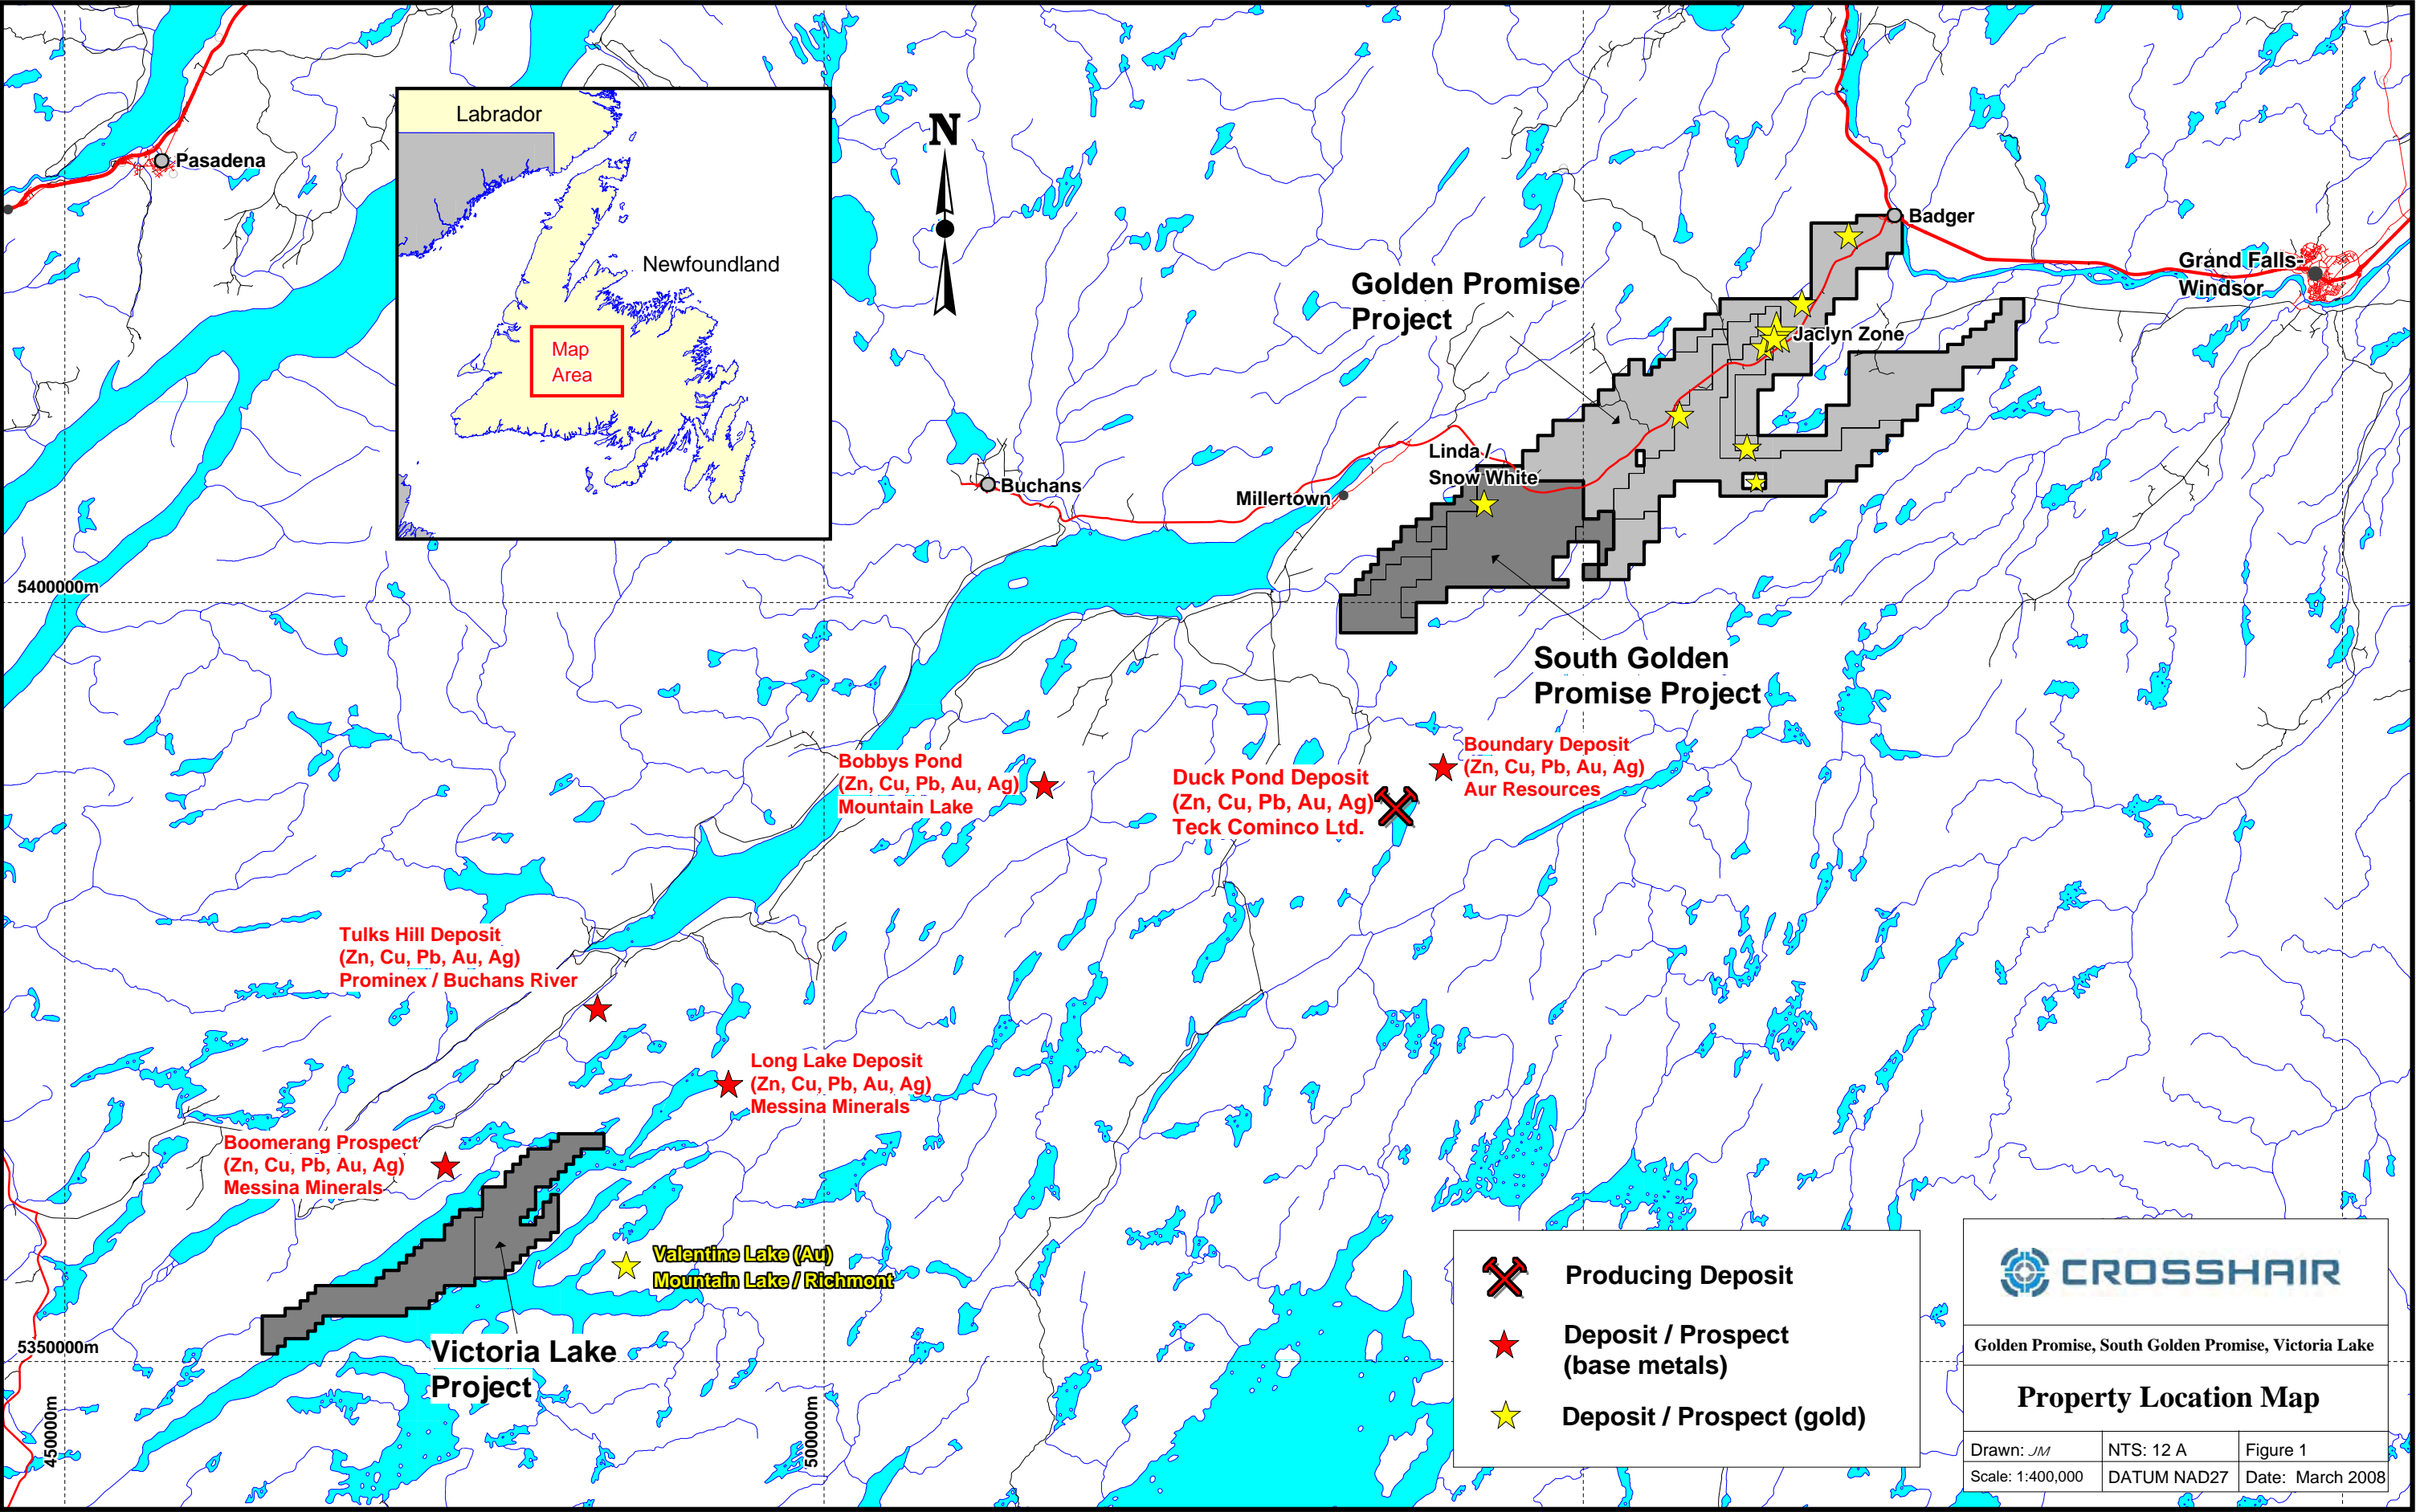 Labrador
Newfoundland
Map
Area
N
Pasadena
Badger
Grand Falls-
Windsor
Golden Promise
Project
Jaclyn Zone
Linda /
Snow White
Buchans
Millertown
5400000m
South Golden
Promise Project
Bobbys Pond
(Zn, Cu, Pb, Au, Ag)
Mountain Lake
Duck Pond Deposit
(Zn, Cu, Pb, Au, Ag)
Teck Cominco Ltd.
Boundary Deposit
(Zn, Cu, Pb, Au, Ag)
Aur Resources
Tulks Hill Deposit
(Zn, Cu, Pb, Au, Ag)
Prominex / Buchans River
Long Lake Deposit
(Zn, Cu, Pb, Au, Ag)
Messina Minerals
Boomerang Prospect
(Zn, Cu, Pb, Au, Ag)
Messina Minerals
Valentine Lake (Au)
Mountain Lake / Richmont
Victoria Lake
Project
5350000m
450000m
500000m
Producing Deposit
Deposit / Prospect
(base metals)
Deposit / Prospect (gold)
CROSSHAIR
Golden Promise, South Golden Promise, Victoria Lake
Property Location Map
Drawn: JM
NTS: 12 A
Figure 1
Scale: 1:400,000
DATUM NAD27
Date: March 2008